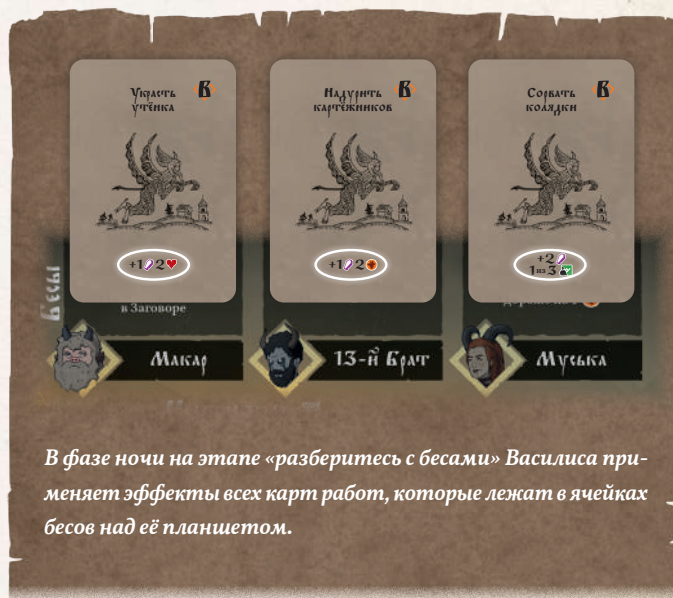 Украсть
утёнка
В
Надурить
картёжников
В
Сорвать
колядки
В
+1 2
+1 2
+2
1 из 3
Бесы
в Заговоре
Макар
13-й Брат
Муська
В фазе ночи на этапе «разберитесь с бесами» Василиса при-
меняет эффекты всех карт работ, которые лежат в ячейках
бесов над её планшетом.